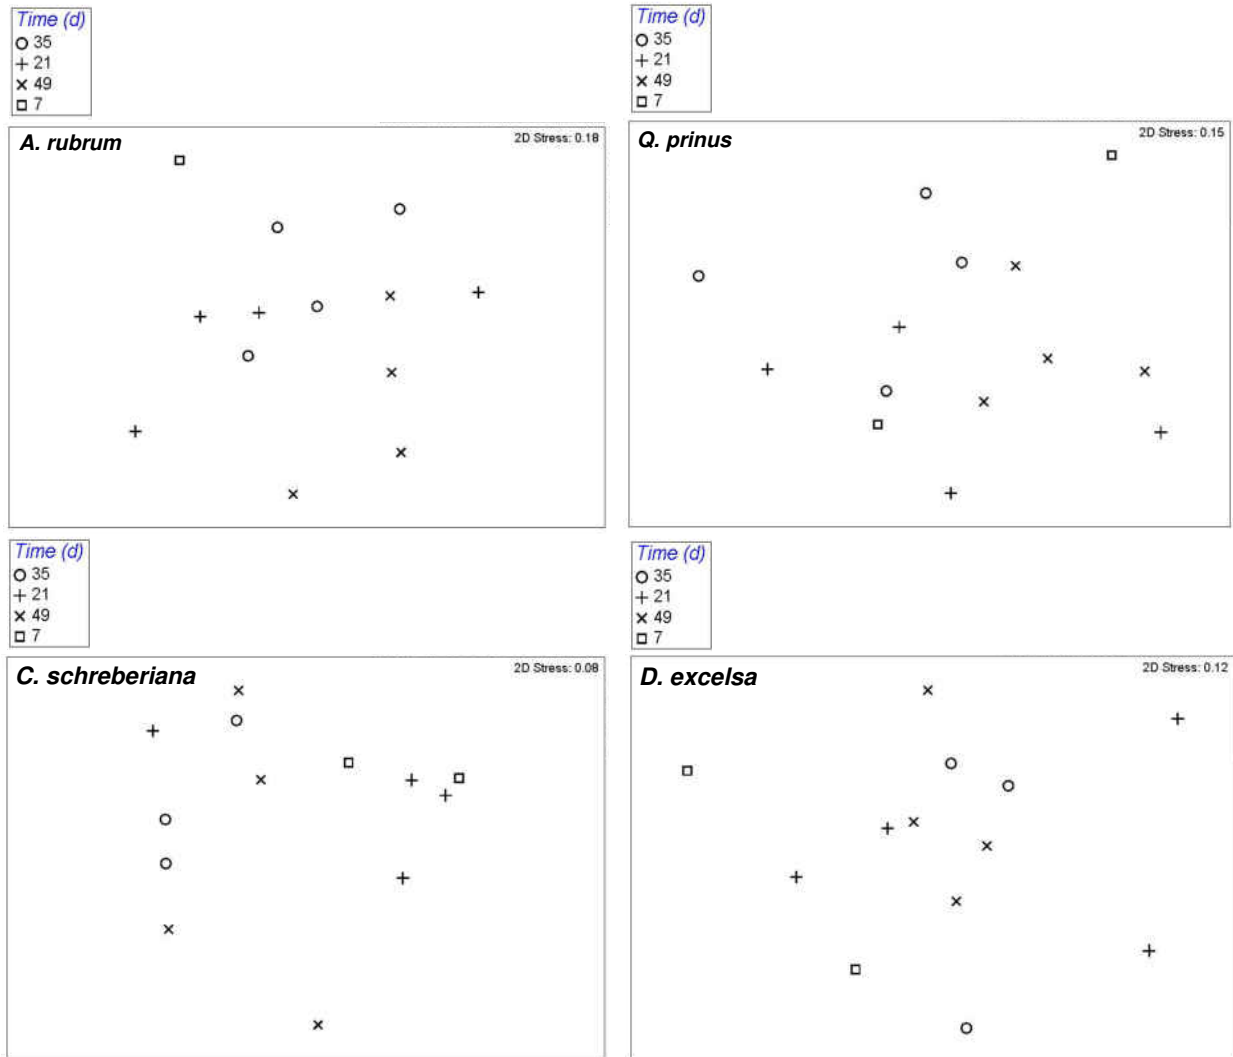 Time (d)
35
21
49
7
A. rubrum
2D Stress: 0.18
Time (d)
35
21
49
7
Q. prinus
2D Stress: 0.15
Time (d)
35
21
49
7
C. schreberiana
2D Stress: 0.08
Time (d)
35
21
49
7
D. excelsa
2D Stress: 0.12